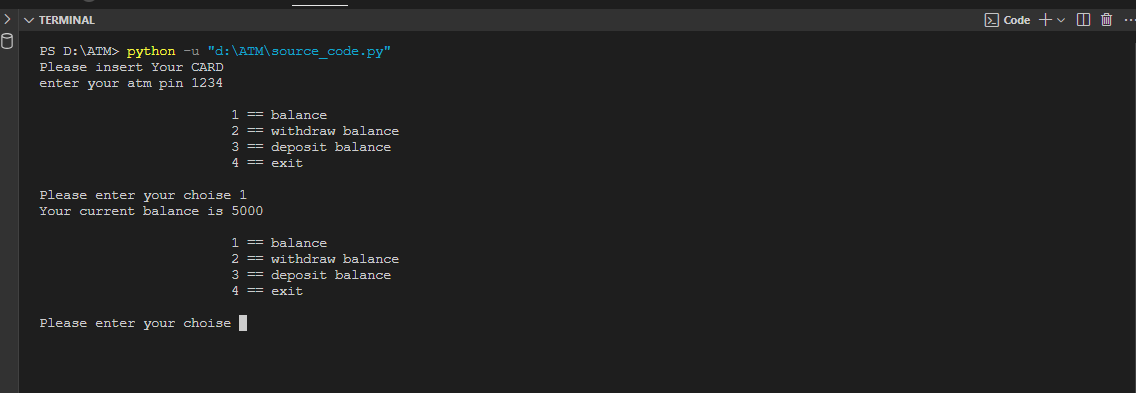 TERMINAL
Code
PS D:\ATM> python -u "d:\ATM\source_code.py"
Please insert Your CARD
enter your atm pin 1234
1 == balance
2 == withdraw balance
3 == deposit balance
4 == exit
Please enter your choise 1
Your current balance is 5000
1 == balance
2 == withdraw balance
3 == deposit balance
4 == exit
Please enter your choise